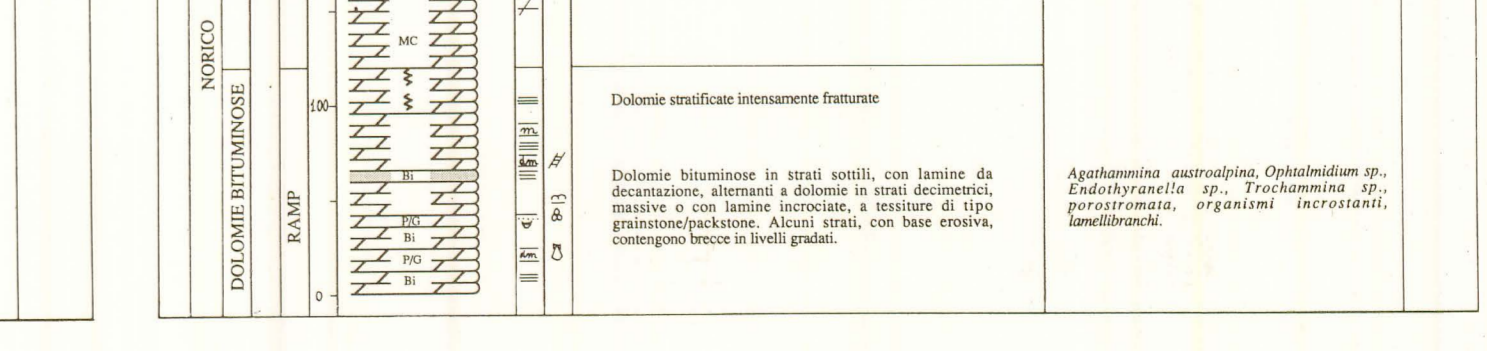 NORICO
DOLOMIE BITUMINOSE
RAMP
100
0
MC
Bi
P/G
Bi
P/G
Bi
m
dm
dm
Dolomie stratificate intensamente fratturate
Dolomie bituminose in strati sottili, con lamine da
decantazione, alternanti a dolomie in strati decimetrici,
massive o con lamine incrociate, a tessiture di tipo
grainstone/packstone. Alcuni strati, con base erosiva,
contengono brecce in livelli gradati.
Agathammina austroalpina, Ophtalmidium sp.,
Endothyranel!a sp., Trochammina sp.,
porostromata, organismi incrostanti,
lamellibranchi.